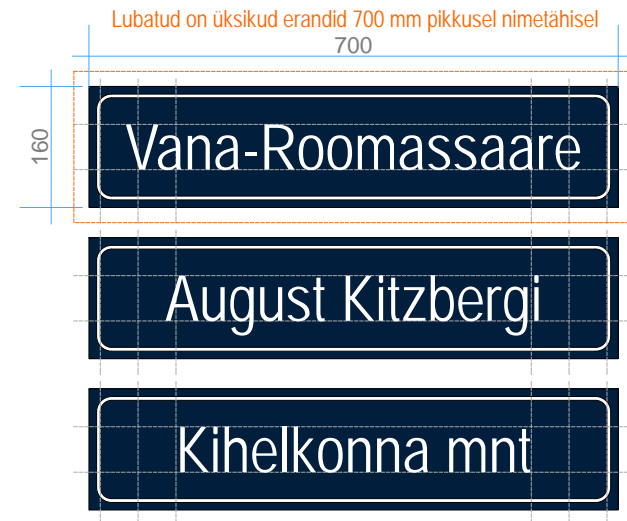 Lubatud on üksikud erandid 700 mm pikkusel nimetähisel
700
160
Vana-Roomassaare
August Kitzbergi
Kihelkonna mnt